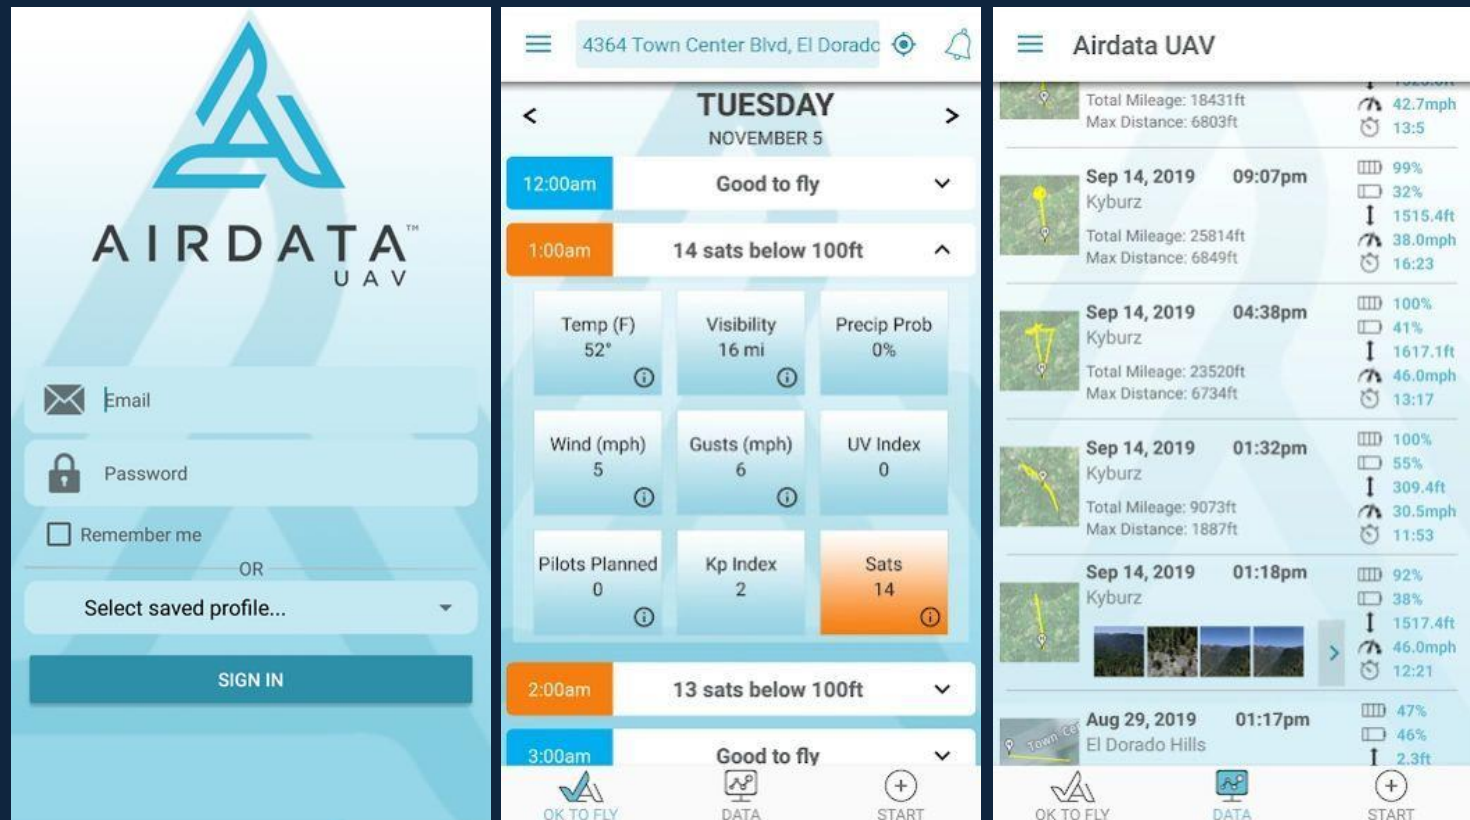 AIRDATA™
UAV
Email
Password
Remember me
OR
Select saved profile...
SIGN IN
4364 Town Center Blvd, El Dorado
TUESDAY
NOVEMBER 5
12:00am Good to fly
1:00am 14 sats below 100ft
Temp (F) Visibility Precip Prob
52° 16 mi 0%
Wind (mph) Gusts (mph) UV Index
5 6 0
Pilots Planned Kp Index Sats
0 2 14
2:00am 13 sats below 100ft
3:00am Good to fly
OK TO FLY DATA START
Airdata UAV
Total Mileage: 18431ft 42.7mph
Max Distance: 6803ft 13:5
Sep 14, 2019 09:07pm 99%
Kyburz 32%
1515.4ft
Total Mileage: 25814ft 38.0mph
Max Distance: 6849ft 16:23
Sep 14, 2019 04:38pm 100%
Kyburz 41%
1617.1ft
Total Mileage: 23520ft 46.0mph
Max Distance: 6734ft 13:17
Sep 14, 2019 01:32pm 100%
Kyburz 55%
309.4ft
Total Mileage: 9073ft 30.5mph
Max Distance: 1887ft 11:53
Sep 14, 2019 01:18pm 92%
Kyburz 38%
1517.4ft
46.0mph
12:21
Aug 29, 2019 01:17pm 47%
El Dorado Hills 46%
Town Ce 2.3ft
OK TO FLY DATA START